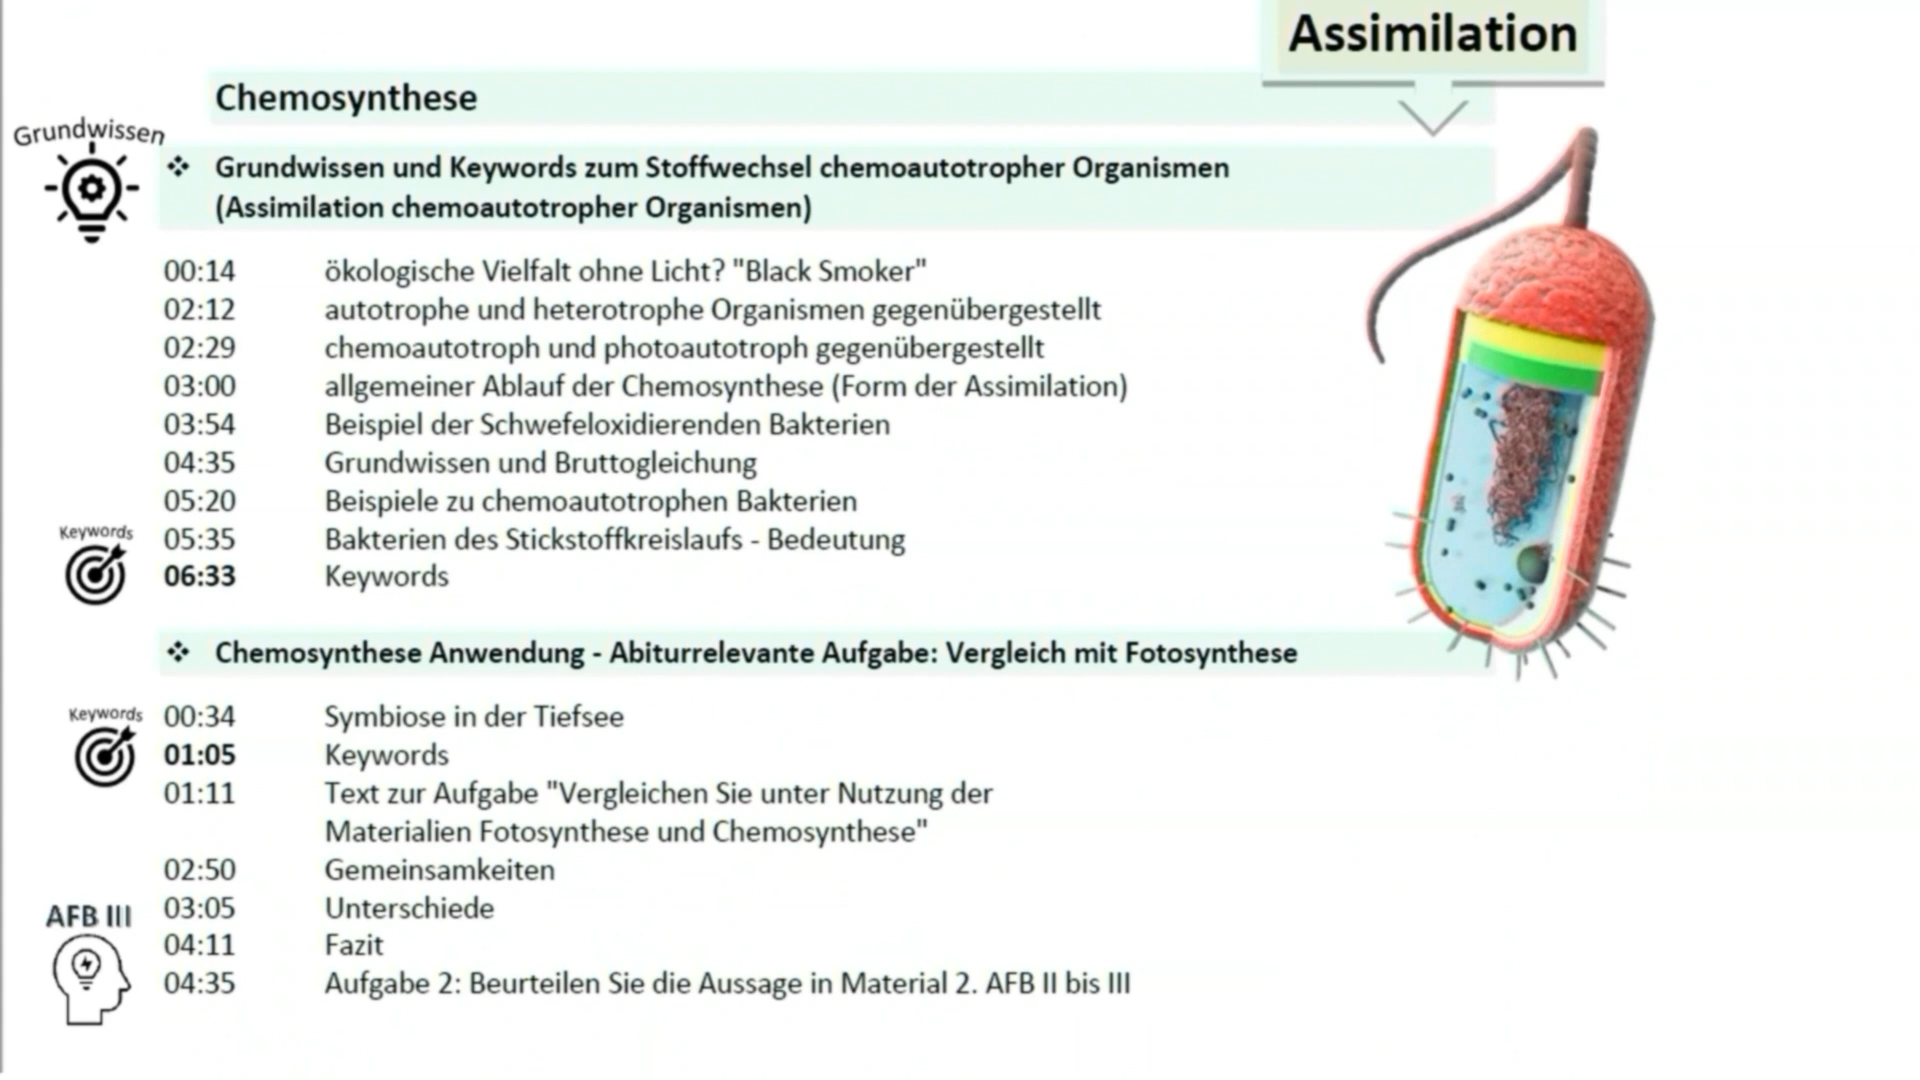 Assimilation
Chemosynthese
Grundwissen
❖ Grundwissen und Keywords zum Stoffwechsel chemoautotropher Organismen
(Assimilation chemoautotropher Organismen)
00:14 ökologische Vielfalt ohne Licht? "Black Smoker"
02:12 autotrophe und heterotrophe Organismen gegenübergestellt
02:29 chemoautotroph und photoautotroph gegenübergestellt
03:00 allgemeiner Ablauf der Chemosynthese (Form der Assimilation)
03:54 Beispiel der Schwefeloxidierenden Bakterien
04:35 Grundwissen und Bruttogleichung
05:20 Beispiele zu chemoautotrophen Bakterien
Keywords
05:35 Bakterien des Stickstoffkreislaufs - Bedeutung
06:33 Keywords
❖ Chemosynthese Anwendung - Abiturrelevante Aufgabe: Vergleich mit Fotosynthese
Keywords
00:34 Symbiose in der Tiefsee
01:05 Keywords
01:11 Text zur Aufgabe "Vergleichen Sie unter Nutzung der
Materialien Fotosynthese und Chemosynthese"
02:50 Gemeinsamkeiten
AFB III
03:05 Unterschiede
04:11 Fazit
04:35 Aufgabe 2: Beurteilen Sie die Aussage in Material 2. AFB II bis III